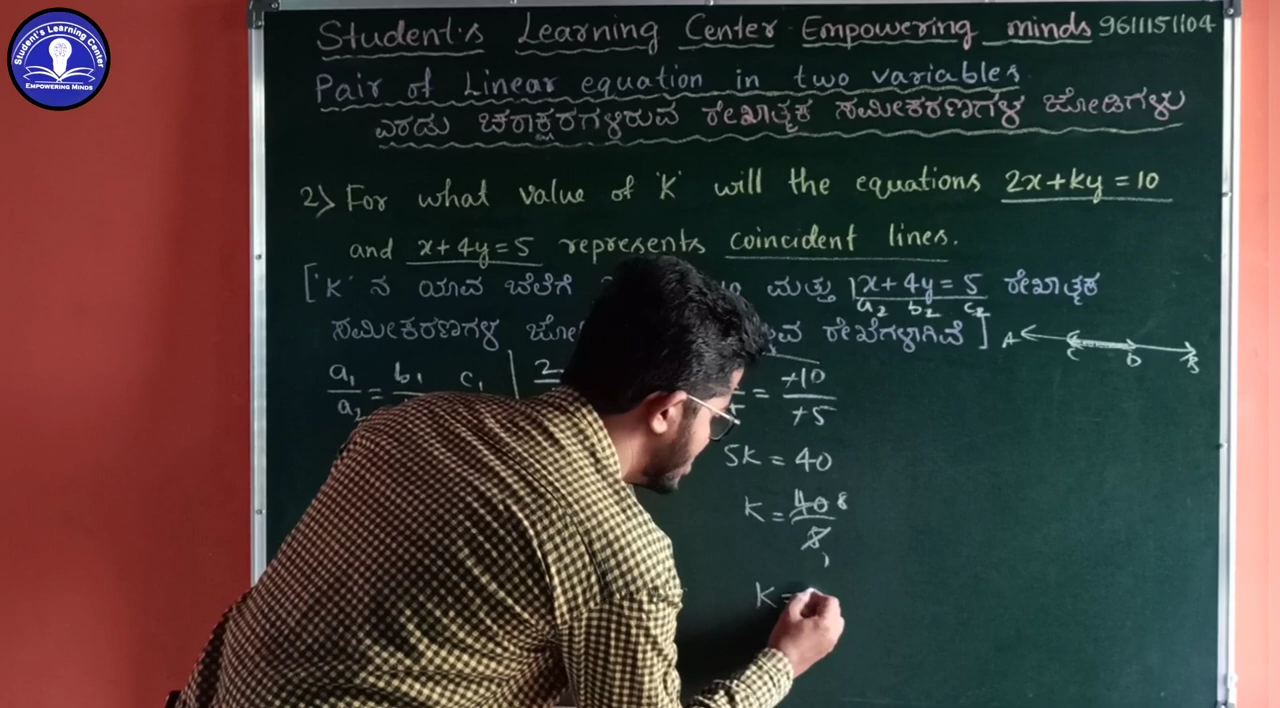 Student's Learning Center
EMPOWERING MINDS
Student's Learning Center Empowering minds 9611151104
Pair of Linear equation in two variables
ಎರಡು ಚರಾಕ್ಷರಗಳಿರುವ ರೇಖಾತ್ಮಕ ಸಮೀಕರಣಗಳ ಜೋಡಿಗಳು
2) For what value of 'K' will the equations 2x+ky=10
and x+4y=5 represents coincident lines.
['K' ನ ಯಾವ ಬೆಲೆಗೆ ಮತ್ತು 1x+4y=5 ರೇಖಾತ್ಮಕ
a2 b2 c2
ಸಮೀಕರಣಗಳ ರೇಖೆಗಳಾಗಿವೆ] A C D B
a1/a2 = b1 c1 | 2 = +10/+5
5K = 40
K = 40 8
K =